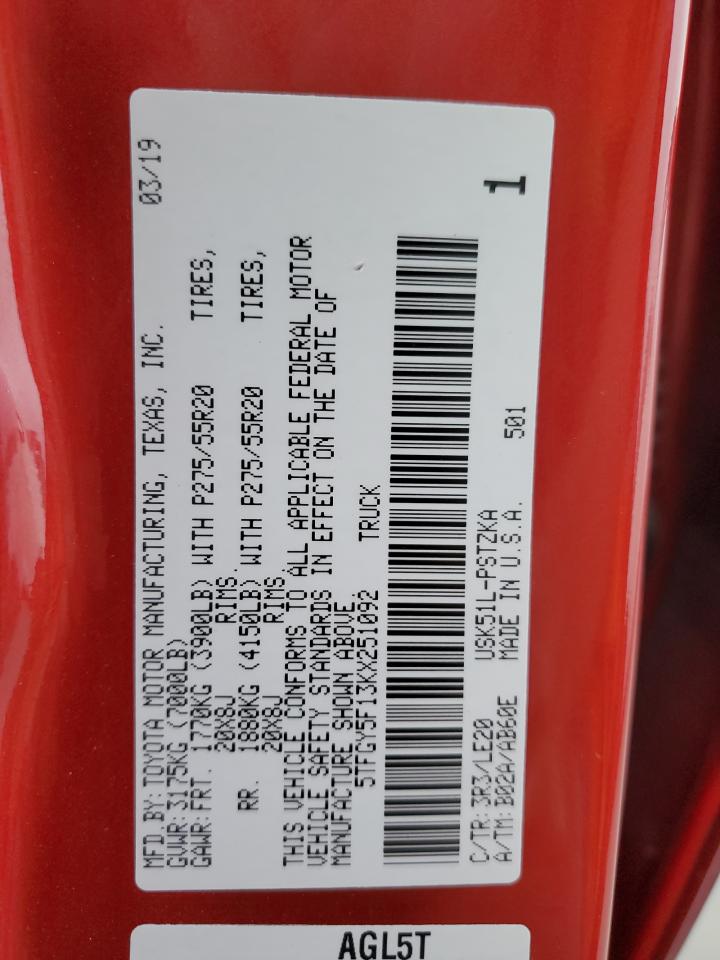 MFD.BY:TOYOTA MOTOR MANUFACTURING, TEXAS, INC. 03/19
GVWR:3175KG (7000LB)
GAWR:FRT. 1770KG (3900LB) WITH P275/55R20 TIRES,
20X8J RIMS.
RR. 1880KG (4150LB) WITH P275/55R20 TIRES,
20X8J RIMS.
THIS VEHICLE CONFORMS TO ALL APPLICABLE FEDERAL MOTOR
VEHICLE SAFETY STANDARDS IN EFFECT ON THE DATE OF
MANUFACTURE SHOWN ABOVE.
5TFGY5F13KX251092 TRUCK
C/TR:3R3/LE20 USK51L-PSTZKA
A/TM:B02A/AB60E MADE IN U.S.A. 501
1
AGL5T